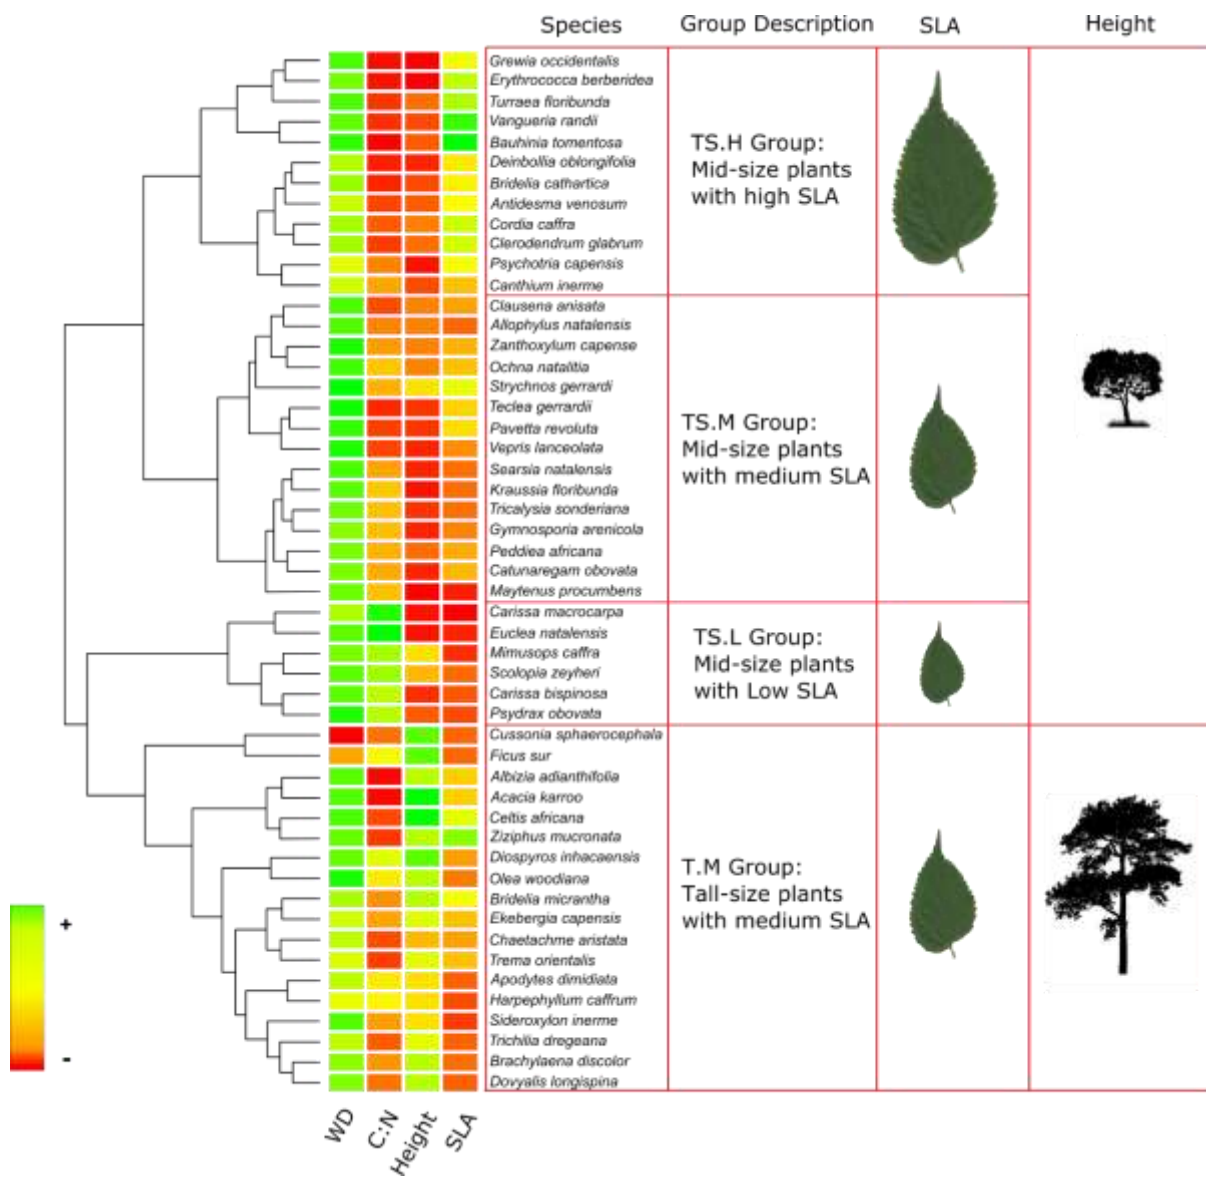 Species Group Description SLA Height
Grewia occidentalis
Erythrococca berberidea
Turraea floribunda
Vangueria randii
Bauhinia tomentosa
Deinbollia oblongifolia
Bridelia cathartica
Antidesma venosum
Cordia caffra
Clerodendrum glabrum
Psychotria capensis
Canthium inerme
TS.H Group:
Mid-size plants
with high SLA
Clausena anisata
Allophylus natalensis
Zanthoxylum capense
Ochna natalitia
Strychnos gerrardi
Teclea gerrardii
Pavetta revoluta
Vepris lanceolata
Searsia natalensis
Kraussia floribunda
Tricalysia sonderiana
Gymnosporia arenicola
Peddiea africana
Catunaregam obovata
Maytenus procumbens
TS.M Group:
Mid-size plants
with medium SLA
Carissa macrocarpa
Euclea natalensis
Mimusops caffra
Scolopia zeyheri
Carissa bispinosa
Psydrax obovata
TS.L Group:
Mid-size plants
with Low SLA
Cussonia sphaerocephala
Ficus sur
Albizia adianthifolia
Acacia karroo
Celtis africana
Ziziphus mucronata
Diospyros inhacaensis
Olea woodiana
Bridelia micrantha
Ekebergia capensis
Chaetachme aristata
Trema orientalis
Apodytes dimidiata
Harpephyllum caffrum
Sideroxylon inerme
Trichilia dregeana
Brachylaena discolor
Dovyalis longispina
T.M Group:
Tall-size plants
with medium SLA
+
-
WD C:N Height SLA